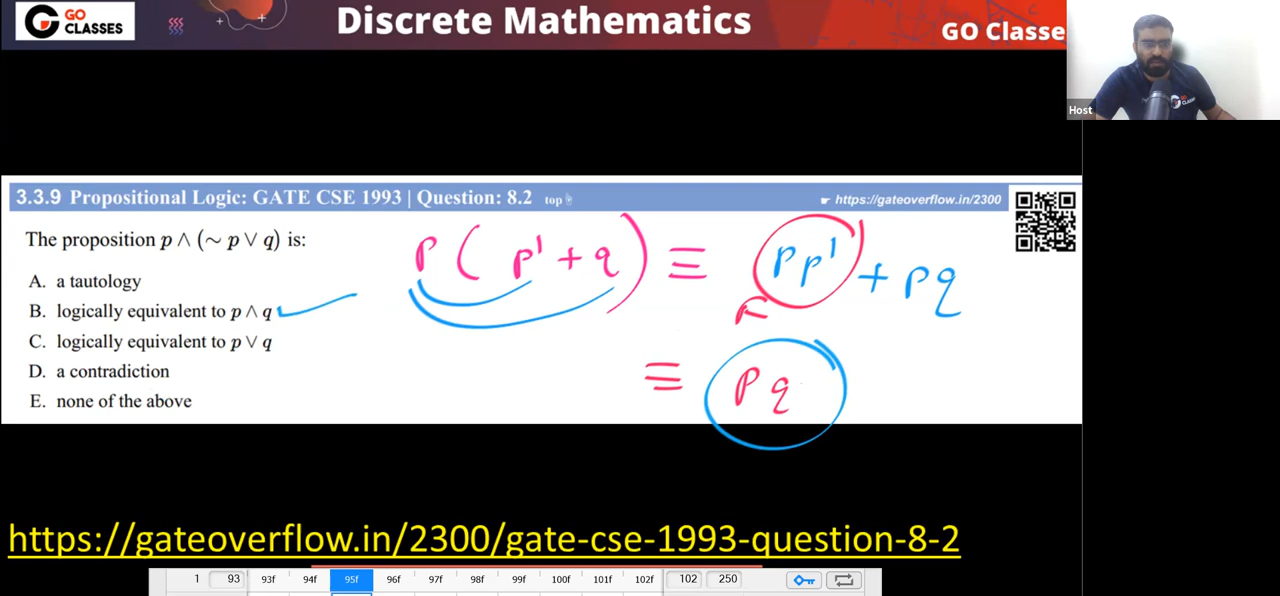 GO
CLASSES
Discrete Mathematics
GO Classe
Host
3.3.9 Propositional Logic: GATE CSE 1993 | Question: 8.2 top
https://gateoverflow.in/2300
The proposition p ∧ (∼ p ∨ q) is:
p ( p' + q ) ≡ pp' + pq
A. a tautology
B. logically equivalent to p ∧ q
F
C. logically equivalent to p ∨ q
≡ pq
D. a contradiction
E. none of the above
https://gateoverflow.in/2300/gate-cse-1993-question-8-2
1 93 93f 94f 95f 96f 97f 98f 99f 100f 101f 102f 102 250